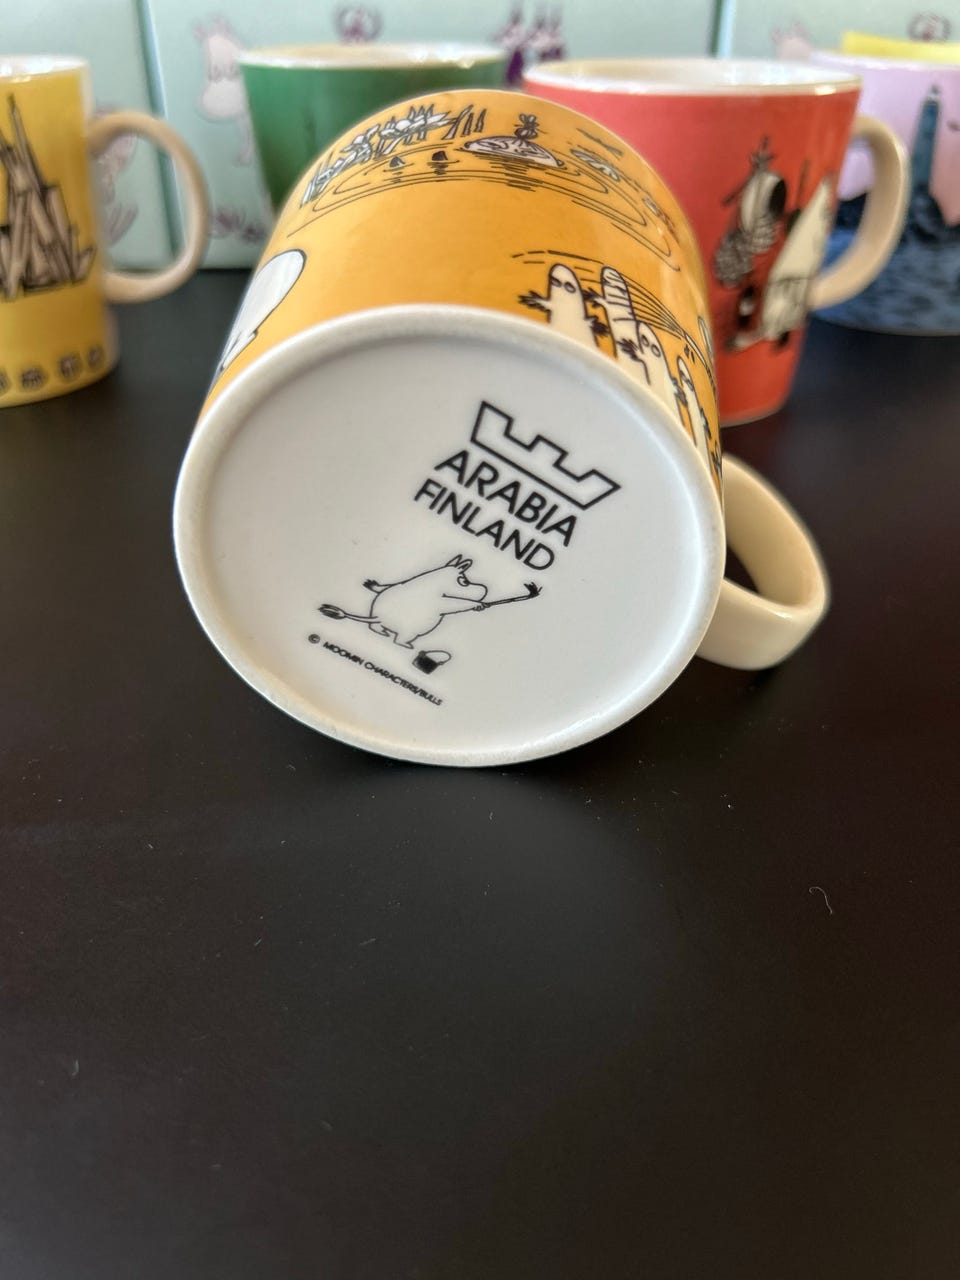 ARABIA
FINLAND
© MOOMIN CHARACTERS/BULLS